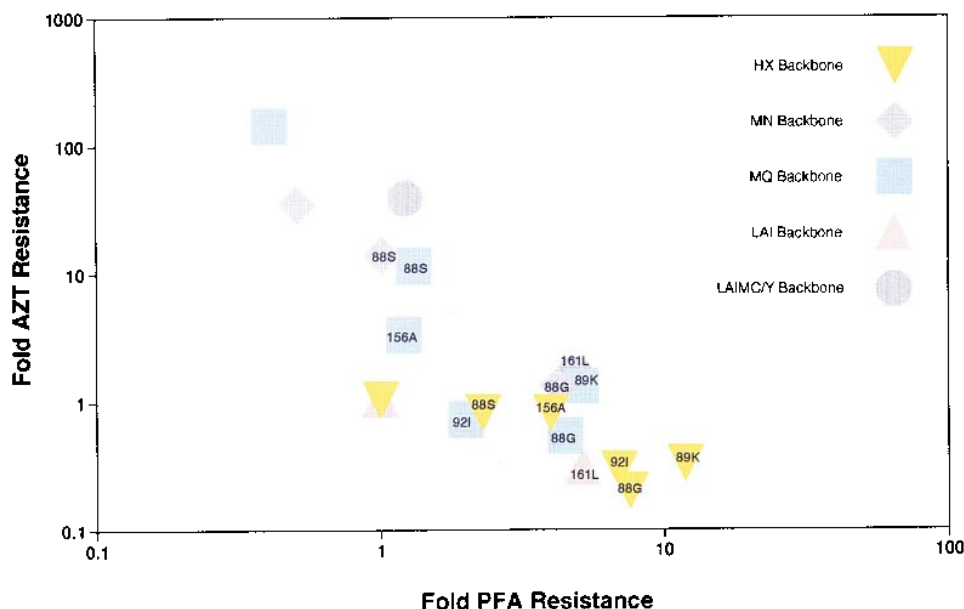 1000
100
10
1
0.1
Fold AZT Resistance
HX Backbone
MN Backbone
MQ Backbone
LAI Backbone
LAIMC/Y Backbone
88S
88S
156A
161L
88G
89K
88S
156A
92I
88G
92I
89K
161L
88G
0.1
1
10
100
Fold PFA Resistance